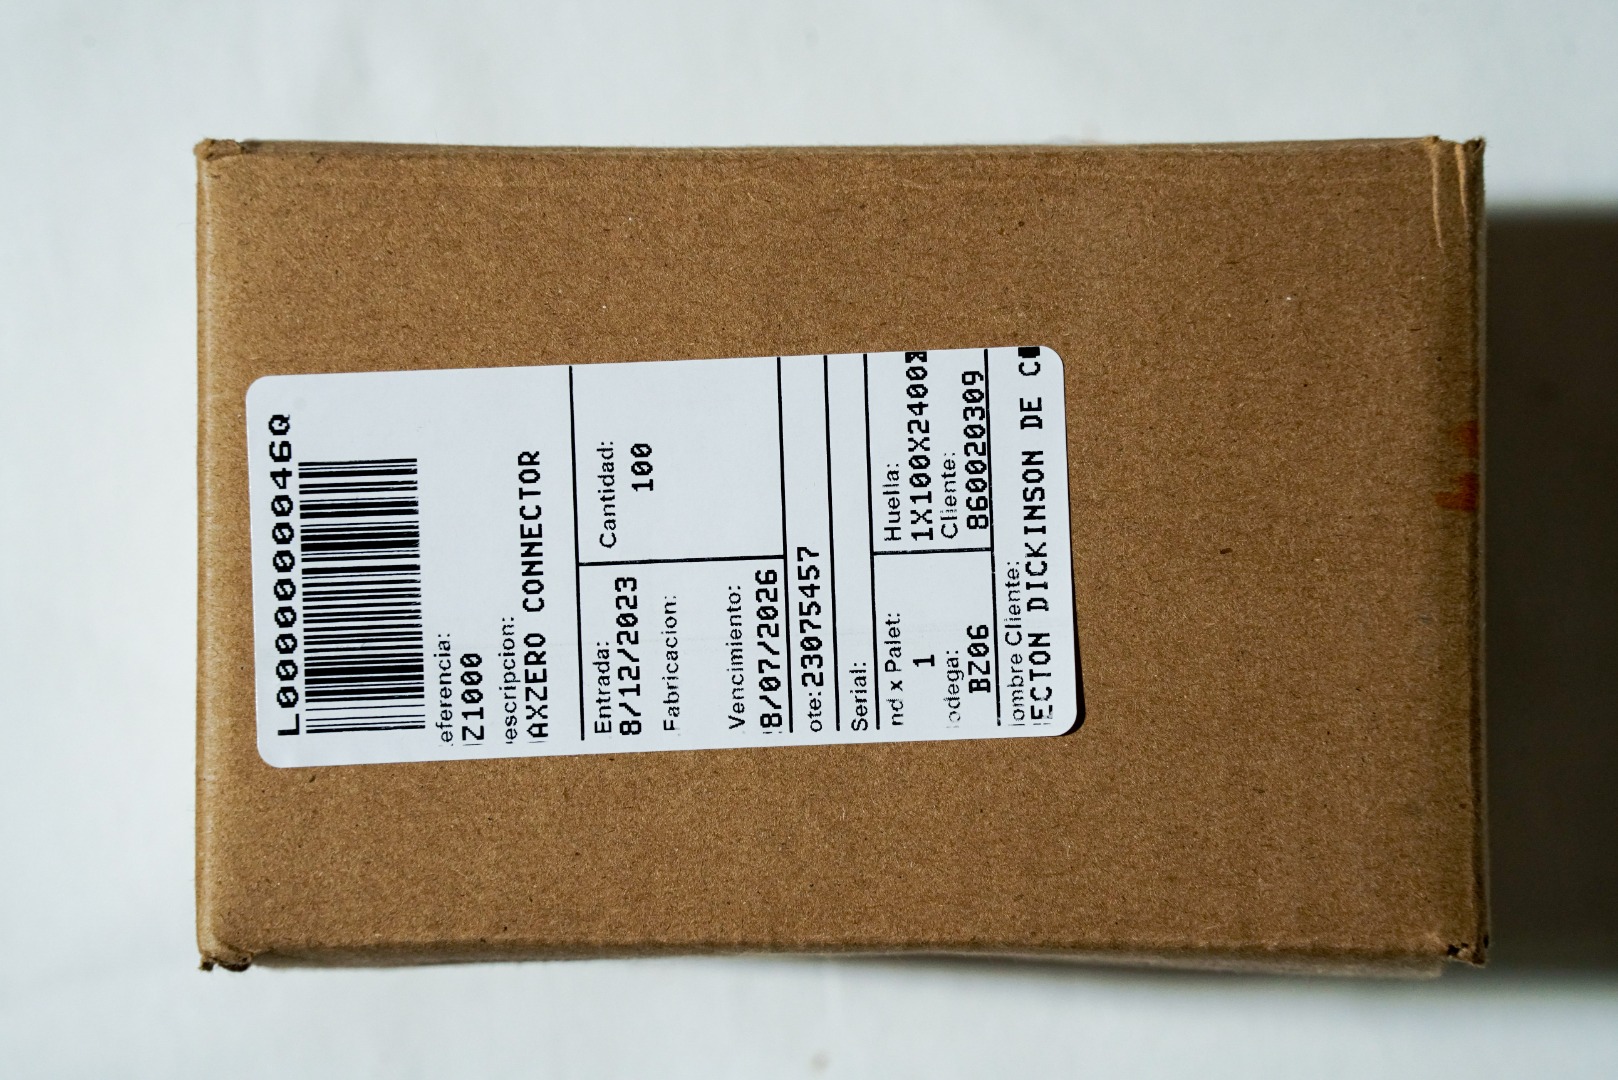 L0000000046Q
eferencia:
Z1000
escripcion:
AXZERO CONNECTOR
Entrada:
8/12/2023
Cantidad:
100
Fabricacion:
Vencimiento:
8/07/2026
ote:23075457
Serial:
nd x Palet:
1
Huella:
1X100X2400X
odega:
BZ06
Cliente:
860020309
ombre Cliente:
ECTON DICKINSON DE C